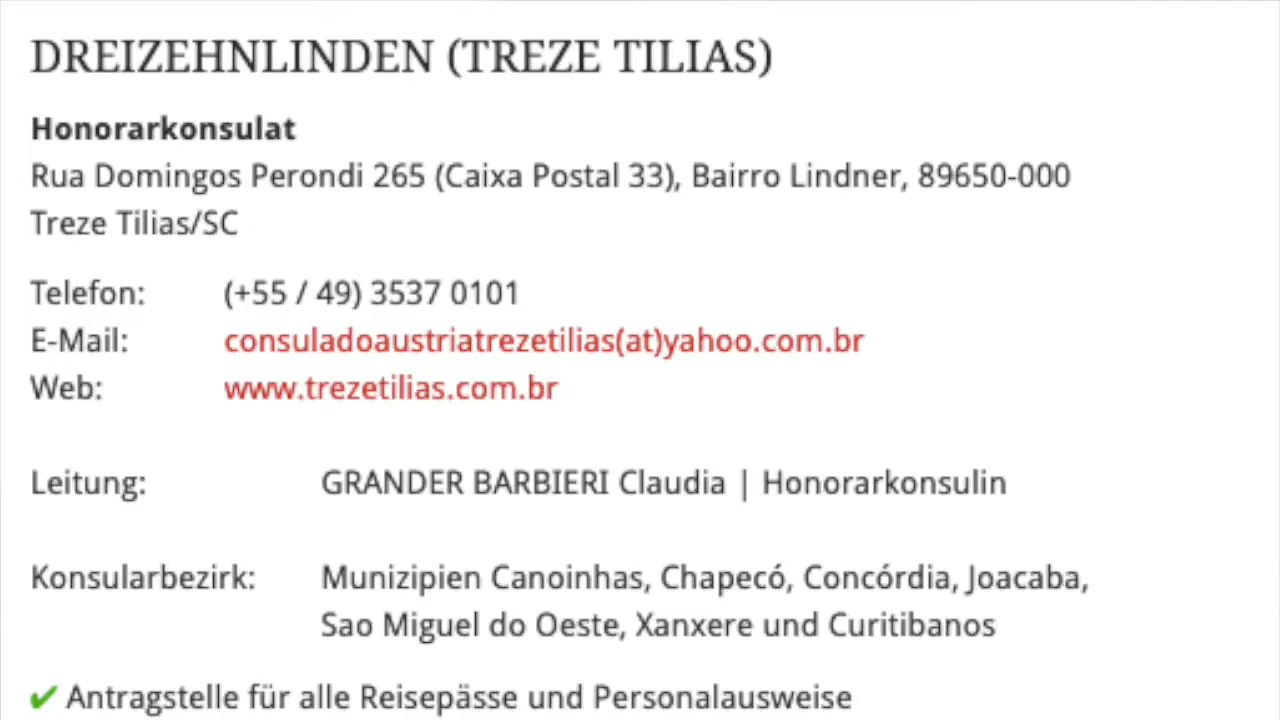 DREIZEHNLINDEN (TREZE TILIAS)
Honorarkonsulat
Rua Domingos Perondi 265 (Caixa Postal 33), Bairro Lindner, 89650-000
Treze Tilias/SC
Telefon: (+55 / 49) 3537 0101
E-Mail: consuladoaustriatrezetilias(at)yahoo.com.br
Web: www.trezetilias.com.br
Leitung: GRANDER BARBIERI Claudia | Honorarkonsulin
Konsularbezirk: Munizipien Canoinhas, Chapecó, Concórdia, Joacaba,
Sao Miguel do Oeste, Xanxere und Curitibanos
✔ Antragstelle für alle Reisepässe und Personalausweise